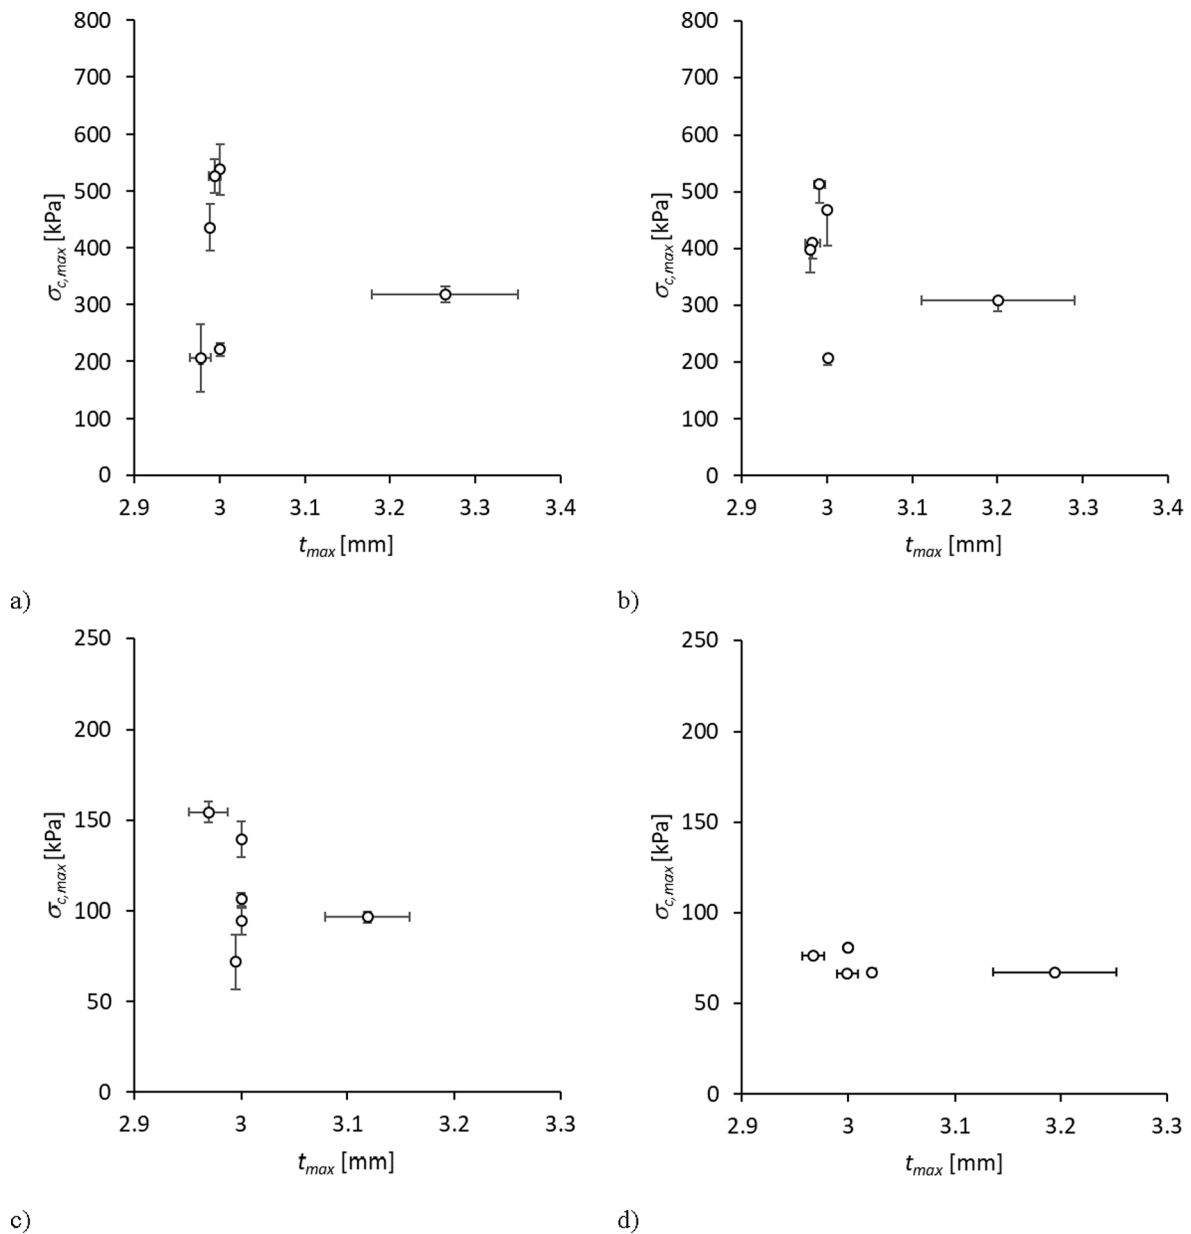 800
700
600
500
400
300
200
100
0
σc,max [kPa]
2.9 3 3.1 3.2 3.3 3.4
tmax [mm]
a)
800
700
600
500
400
300
200
100
0
σc,max [kPa]
2.9 3 3.1 3.2 3.3 3.4
tmax [mm]
b)
250
200
150
100
50
0
σc,max [kPa]
2.9 3 3.1 3.2 3.3
tmax [mm]
c)
250
200
150
100
50
0
σc,max [kPa]
2.9 3 3.1 3.2 3.3
tmax [mm]
d)